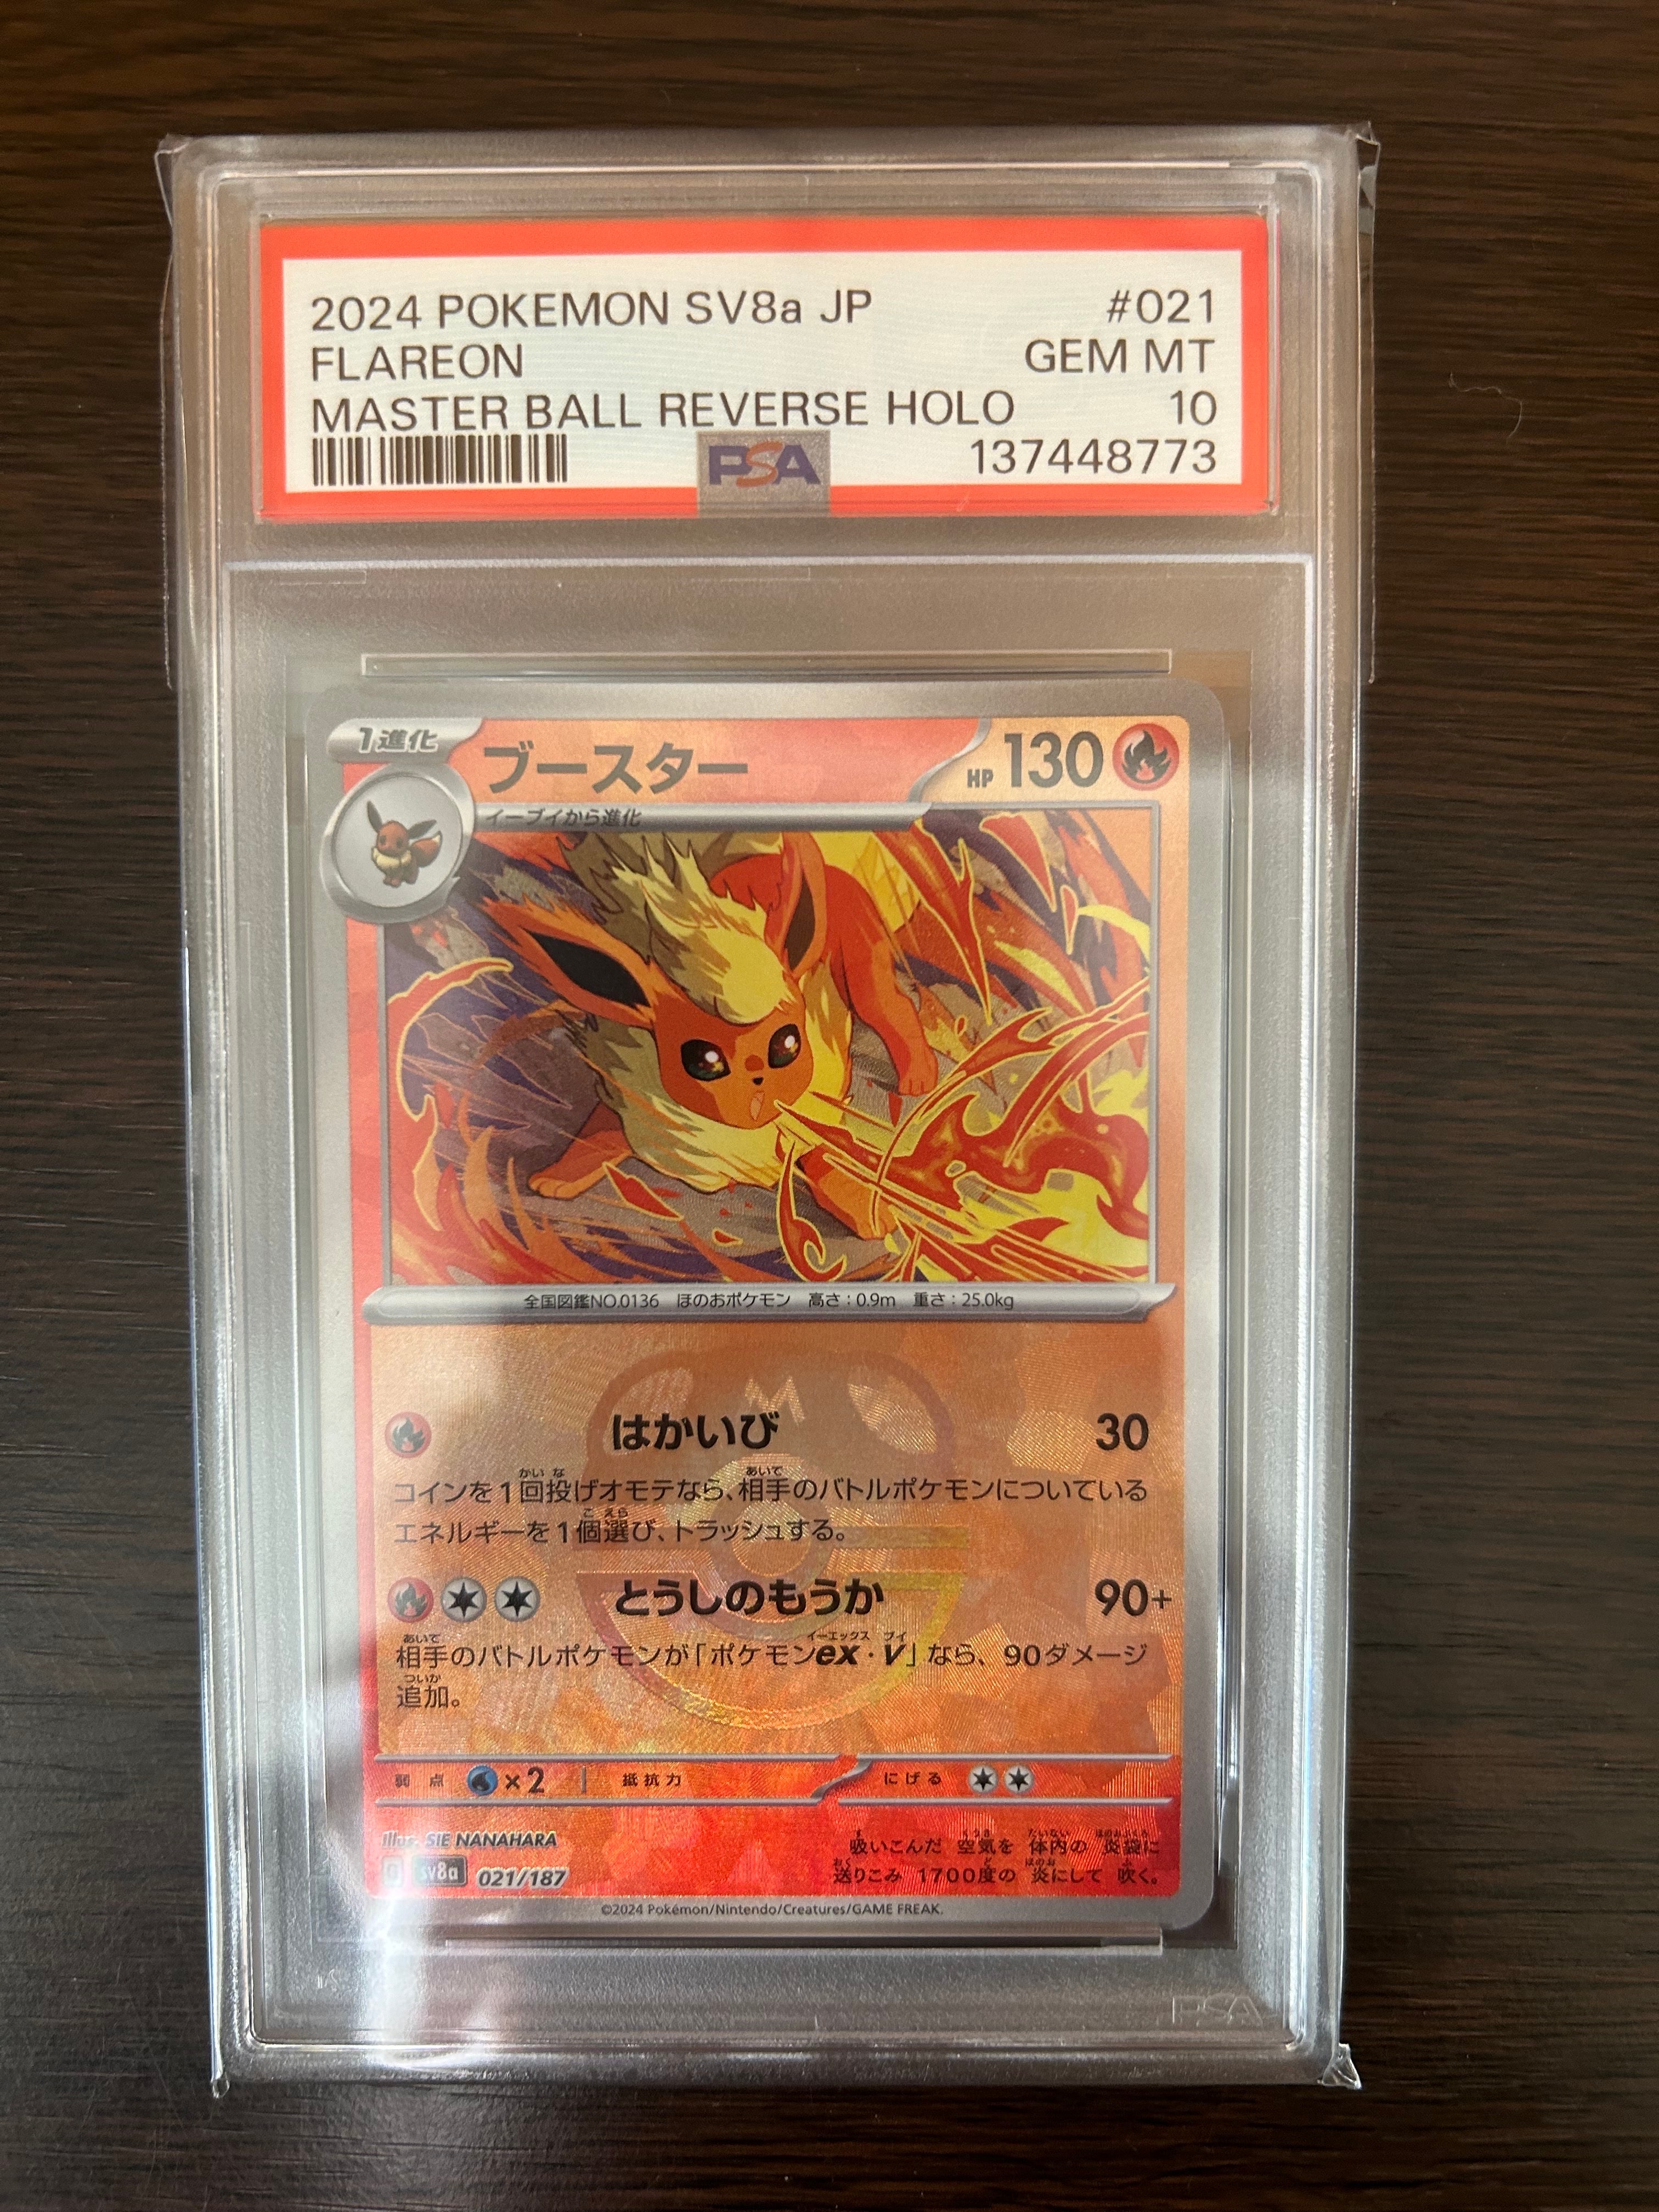 2024 POKEMON SV8a JP #021
FLAREON GEM MT
MASTER BALL REVERSE HOLO 10
PSA 137448773
1進化 ブースター HP 130
イーブイから進化
全国図鑑NO.0136 ほのおポケモン 高さ:0.9m 重さ:25.0kg
M
はかいび 30
コインを1回投げオモテなら、相手のバトルポケモンについている
エネルギーを1個選び、トラッシュする。
とうしのもうか 90+
相手のバトルポケモンが「ポケモンex・V」なら、90ダメージ
追加。
弱点 ×2 抵抗力 にげる
illus. SIE NANAHARA
sv8a 021/187
吸いこんだ 空気を 体内の 炎袋に
送りこみ 1700度の 炎にして 吹く。
©2024 Pokémon/Nintendo/Creatures/GAME FREAK.
PSA